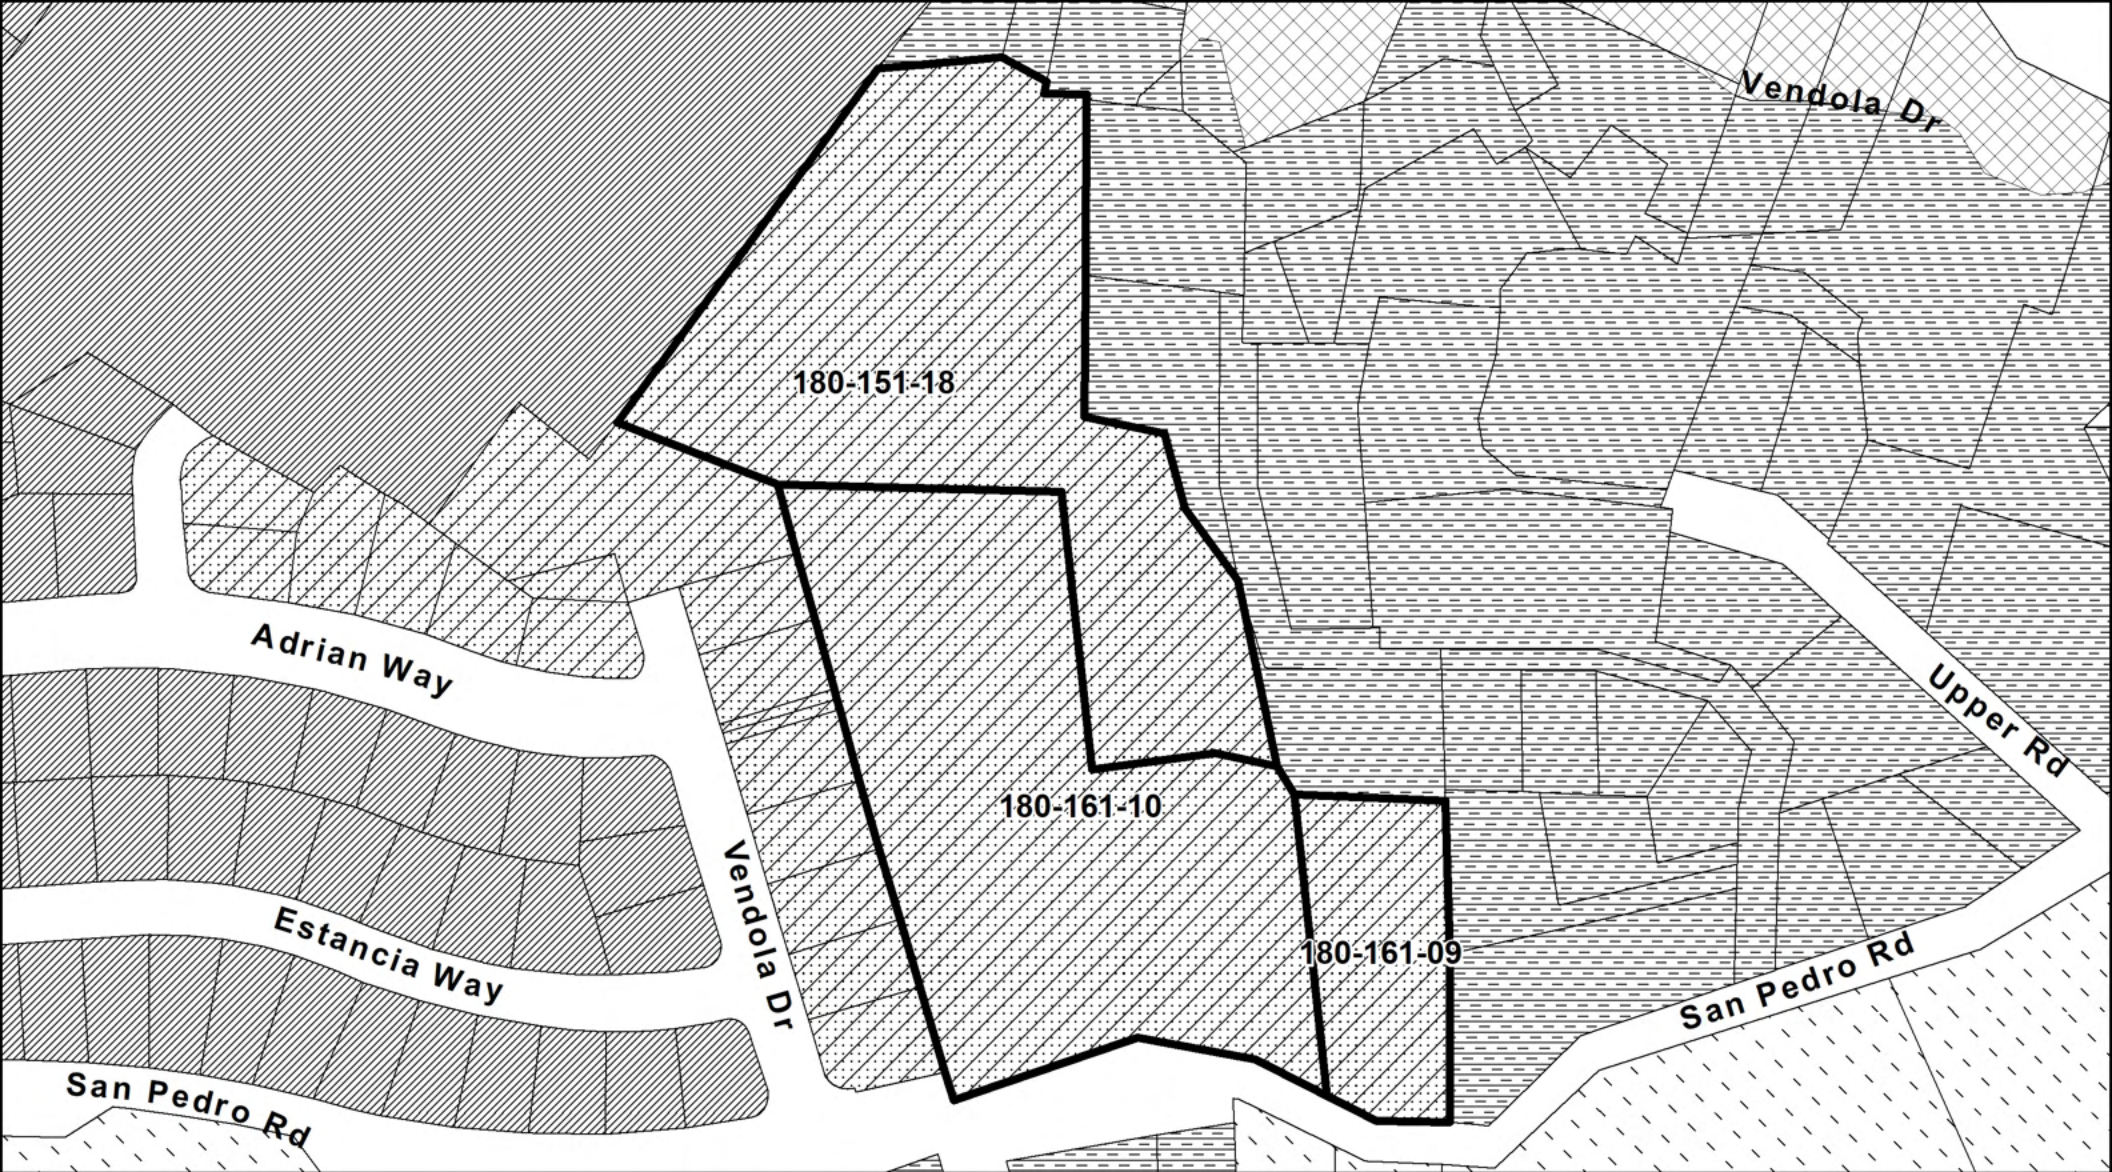 Vendola Dr
180-151-18
Adrian Way
Upper Rd
180-161-10
Vendola Dr
Estancia Way
180-161-09
San Pedro Rd
San Pedro Rd